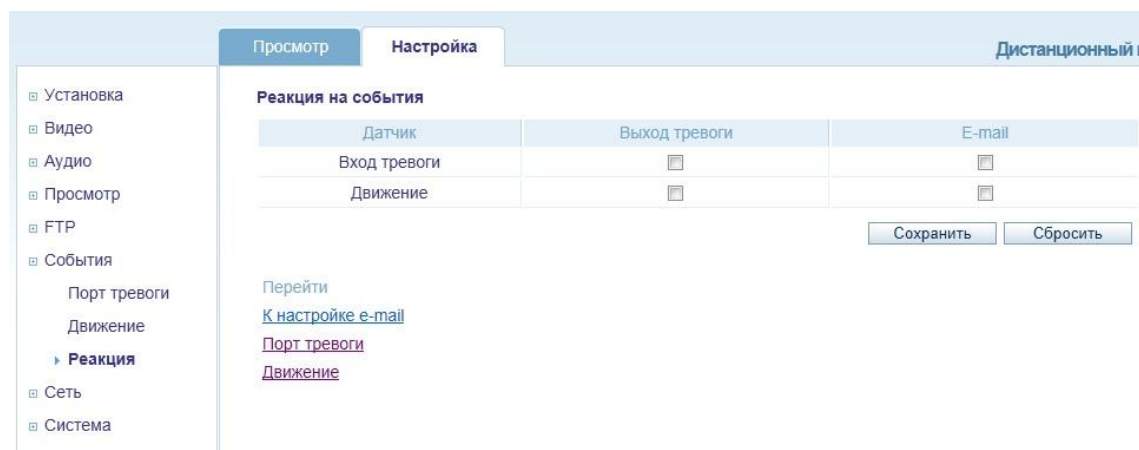 Просмотр
Настройка
Дистанционный
Установка
Видео
Аудио
Просмотр
FTP
События
Порт тревоги
Движение
Реакция
Сеть
Система
Реакция на события
Датчик Выход тревоги E-mail
Вход тревоги
Движение
Сохранить Сбросить
Перейти
К настройке e-mail
Порт тревоги
Движение